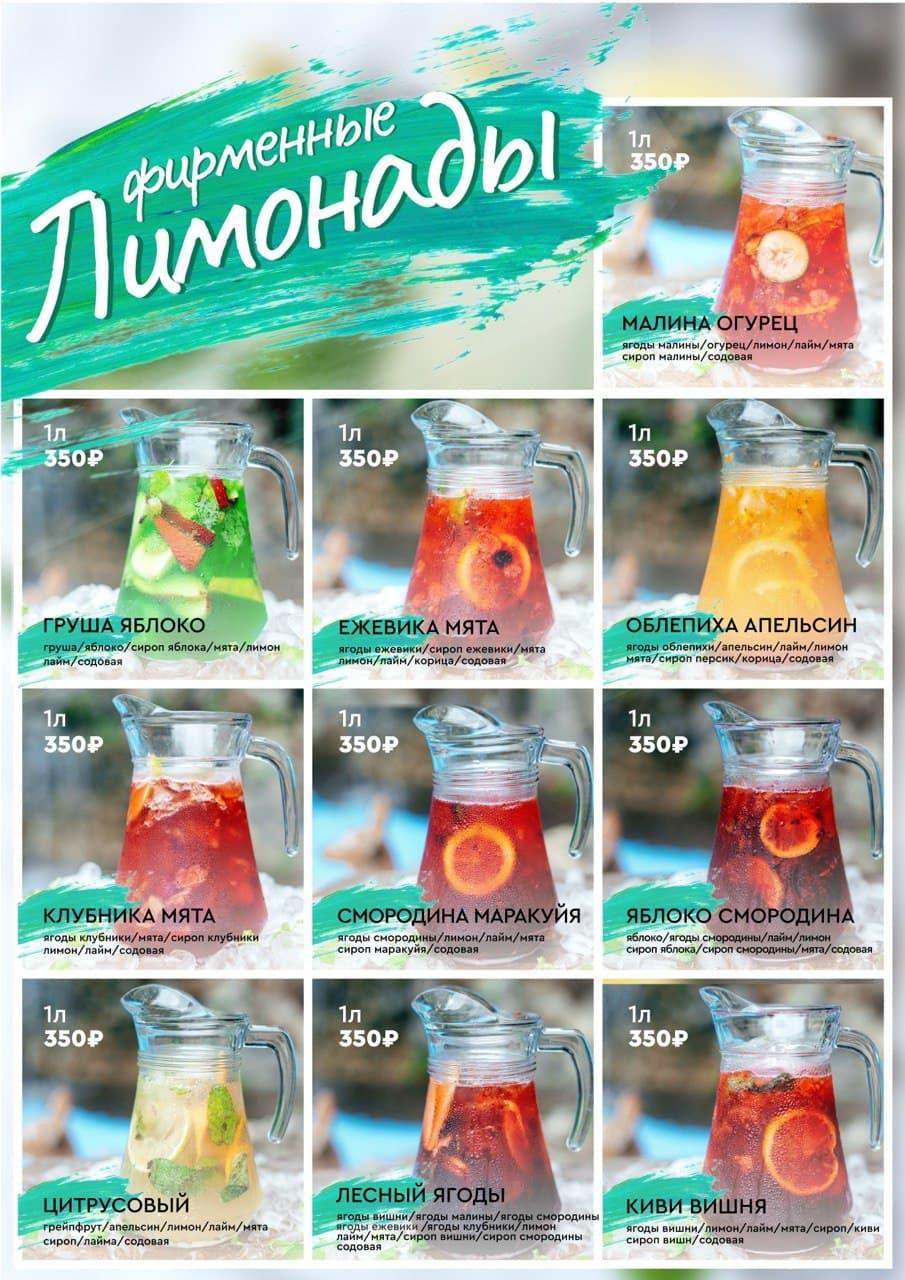 фирменные
Лимонады
1л
350₽
МАЛИНА ОГУРЕЦ
ягоды малины/огурец/лимон/лайм/мята
сироп малины/содовая
1л
350₽
ГРУША ЯБЛОКО
груша/яблоко/сироп яблока/мята/лимон
лайм/содовая
1л
350₽
ЕЖЕВИКА МЯТА
ягоды ежевики/сироп ежевики/мята
лимон/лайм/корица/содовая
1л
350₽
ОБЛЕПИХА АПЕЛЬСИН
ягоды облепихи/апельсин/лайм/лимон
мята/сироп персик/корица/содовая
1л
350₽
КЛУБНИКА МЯТА
ягоды клубники/мята/сироп клубники
лимон/лайм/содовая
1л
350₽
СМОРОДИНА МАРАКУЙЯ
ягоды смородины/лимон/лайм/мята
сироп маракуйя/содовая
1л
350₽
ЯБЛОКО СМОРОДИНА
яблоко/ягоды смородины/лайм/лимон
сироп яблока/сироп смородины/мята/содовая
1л
350₽
ЦИТРУСОВЫЙ
грейпфрут/апельсин/лимон/лайм/мята
сироп/лайма/содовая
1л
350₽
ЛЕСНЫЙ ЯГОДЫ
ягоды вишни/ягоды малины/ягоды смородины
ягоды ежевики /ягоды клубники/лимон
лайм/мята/сироп вишни/сироп смородины
содовая
1л
350₽
КИВИ ВИШНЯ
ягоды вишни/лимон/лайм/мята/сироп/киви
сироп вишн/содовая